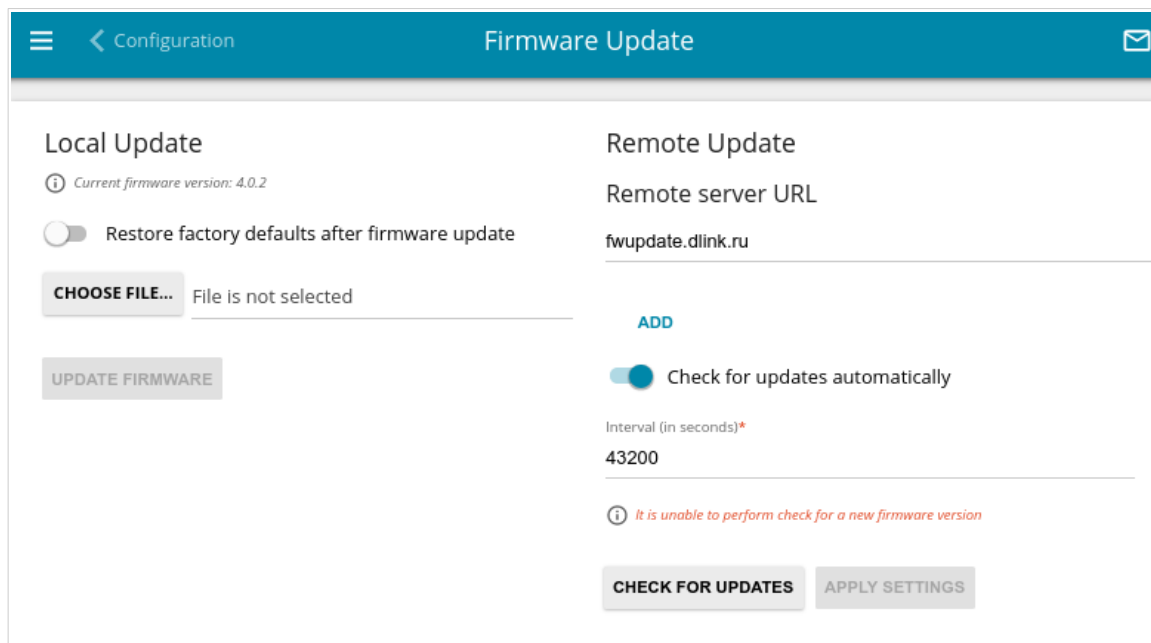 Configuration
Firmware Update
Local Update
Current firmware version: 4.0.2
Restore factory defaults after firmware update
CHOOSE FILE...
File is not selected
UPDATE FIRMWARE
Remote Update
Remote server URL
fwupdate.dlink.ru
ADD
Check for updates automatically
Interval (in seconds)*
43200
It is unable to perform check for a new firmware version
CHECK FOR UPDATES
APPLY SETTINGS